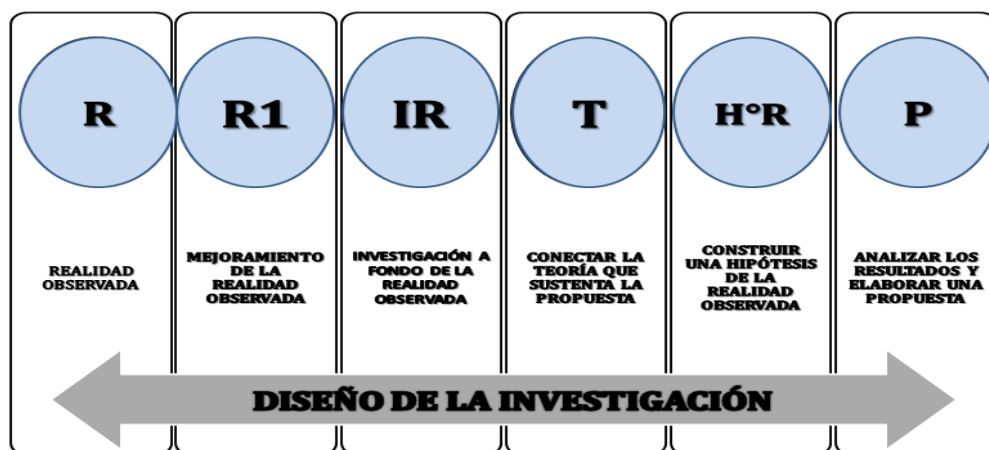 R
R1
IR
T
H°R
P
REALIDAD
OBSERVADA
MEJORAMIENTO
DE LA
REALIDAD
OBSERVADA
INVESTIGACIÓN A
FONDO DE LA
REALIDAD
OBSERVADA
CONECTAR LA
TEORÍA QUE
SUSTENTA LA
PROPUESTA
CONSTRUIR
UNA HIPÓTESIS
DE LA
REALIDAD
OBSERVADA
ANALIZAR LOS
RESULTADOS Y
ELABORAR UNA
PROPUESTA
DISEÑO DE LA INVESTIGACIÓN